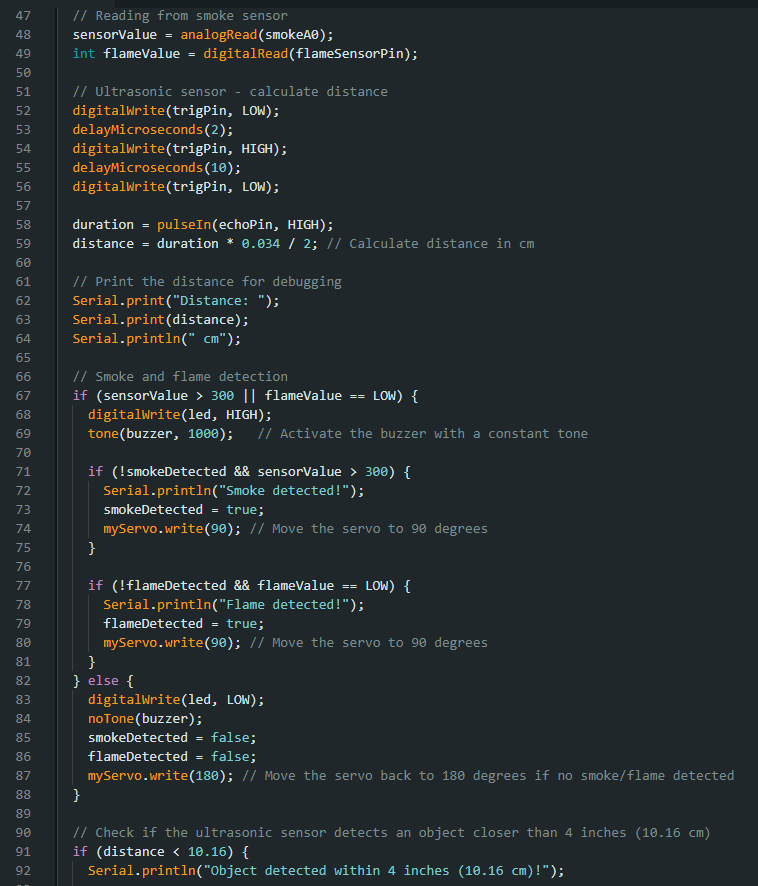 47 // Reading from smoke sensor
48 sensorValue = analogRead(smokeA0);
49 int flameValue = digitalRead(flameSensorPin);
50
51 // Ultrasonic sensor - calculate distance
52 digitalWrite(trigPin, LOW);
53 delayMicroseconds(2);
54 digitalWrite(trigPin, HIGH);
55 delayMicroseconds(10);
56 digitalWrite(trigPin, LOW);
57
58 duration = pulseIn(echoPin, HIGH);
59 distance = duration * 0.034 / 2; // Calculate distance in cm
60
61 // Print the distance for debugging
62 Serial.print("Distance: ");
63 Serial.print(distance);
64 Serial.println(" cm");
65
66 // Smoke and flame detection
67 if (sensorValue > 300 || flameValue == LOW) {
68 digitalWrite(led, HIGH);
69 tone(buzzer, 1000);   // Activate the buzzer with a constant tone
70
71 if (!smokeDetected && sensorValue > 300) {
72 Serial.println("Smoke detected!");
73 smokeDetected = true;
74 myServo.write(90); // Move the servo to 90 degrees
75 }
76
77 if (!flameDetected && flameValue == LOW) {
78 Serial.println("Flame detected!");
79 flameDetected = true;
80 myServo.write(90); // Move the servo to 90 degrees
81 }
82 } else {
83 digitalWrite(led, LOW);
84 noTone(buzzer);
85 smokeDetected = false;
86 flameDetected = false;
87 myServo.write(180); // Move the servo back to 180 degrees if no smoke/flame detected
88 }
89
90 // Check if the ultrasonic sensor detects an object closer than 4 inches (10.16 cm)
91 if (distance < 10.16) {
92 Serial.println("Object detected within 4 inches (10.16 cm)!");